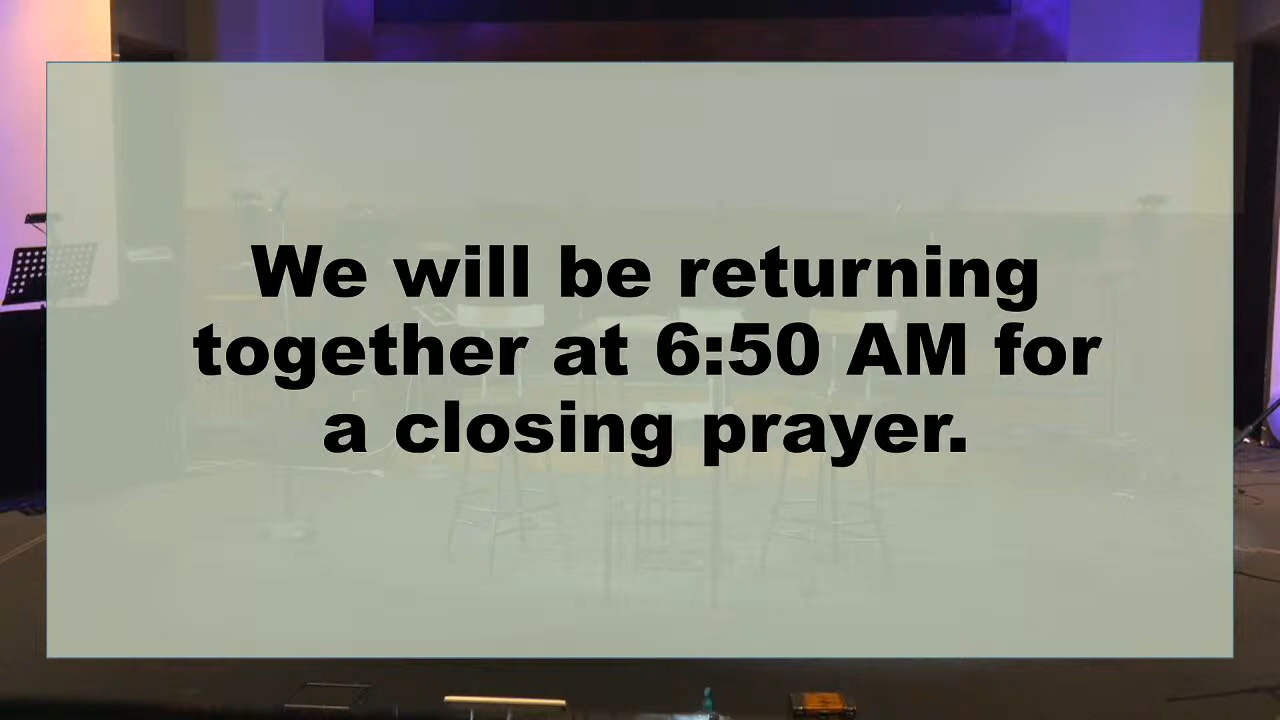 We will be returning
together at 6:50 AM for
a closing prayer.